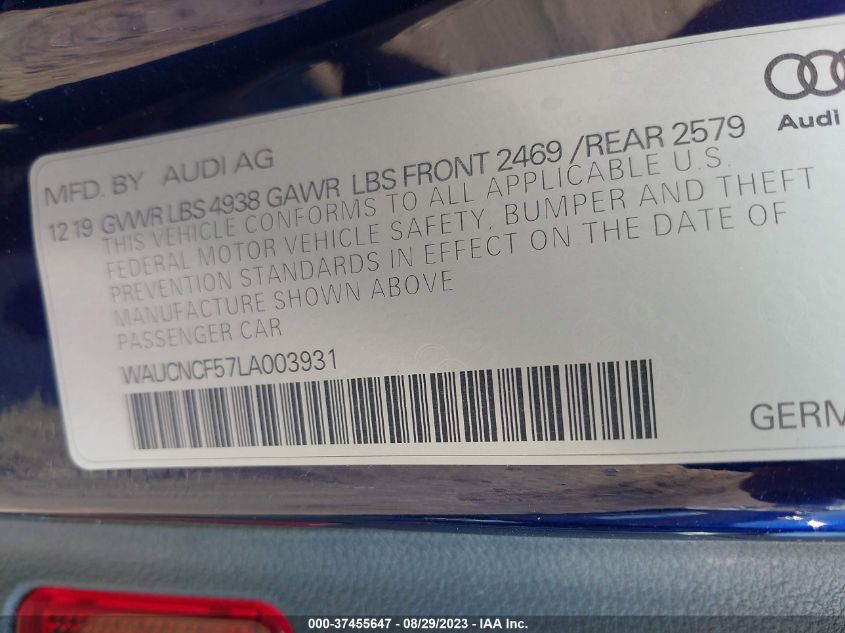 Audi
MFD. BY AUDI AG
12 19 GVWR LBS 4938 GAWR LBS FRONT 2469 /REAR 2579
THIS VEHICLE CONFORMS TO ALL APPLICABLE U.S.
FEDERAL MOTOR VEHICLE SAFETY, BUMPER AND THEFT
PREVENTION STANDARDS IN EFFECT ON THE DATE OF
MANUFACTURE SHOWN ABOVE
PASSENGER CAR
WAUCNCF57LA003931
GERM
000-37455647 - 08/29/2023 - IAA Inc.